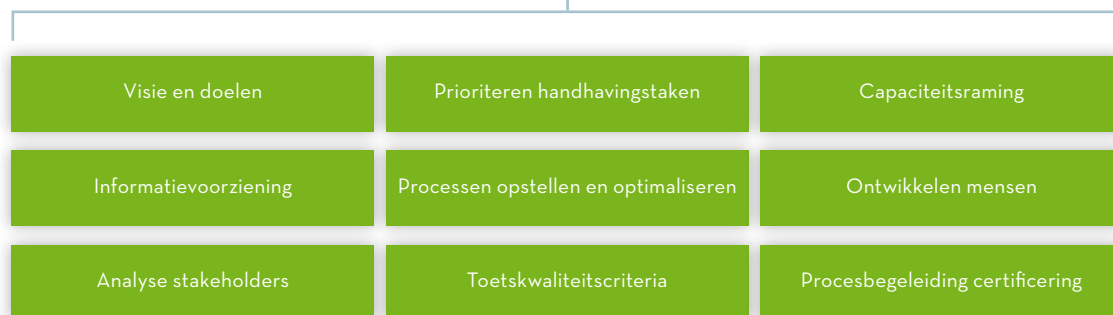 Visie en doelen
Prioriteren handhavingstaken
Capaciteitsraming
Informatievoorziening
Processen opstellen en optimaliseren
Ontwikkelen mensen
Analyse stakeholders
Toetskwaliteitscriteria
Procesbegeleiding certificering